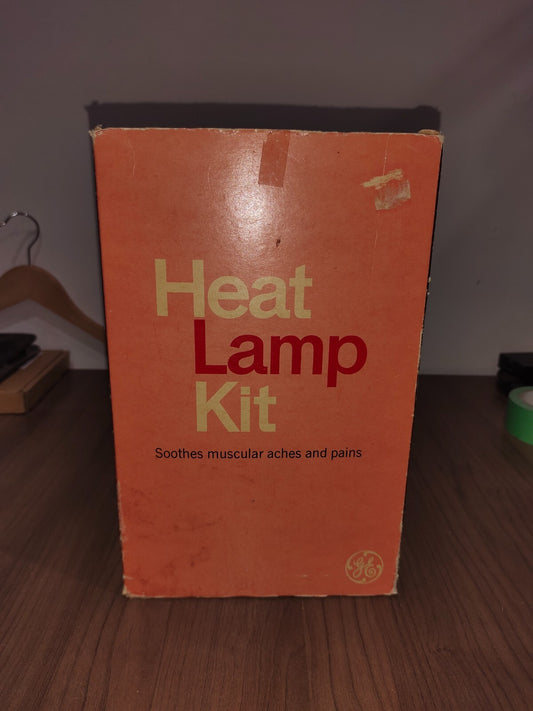 Heat
Lamp
Kit
Soothes muscular aches and pains
GE